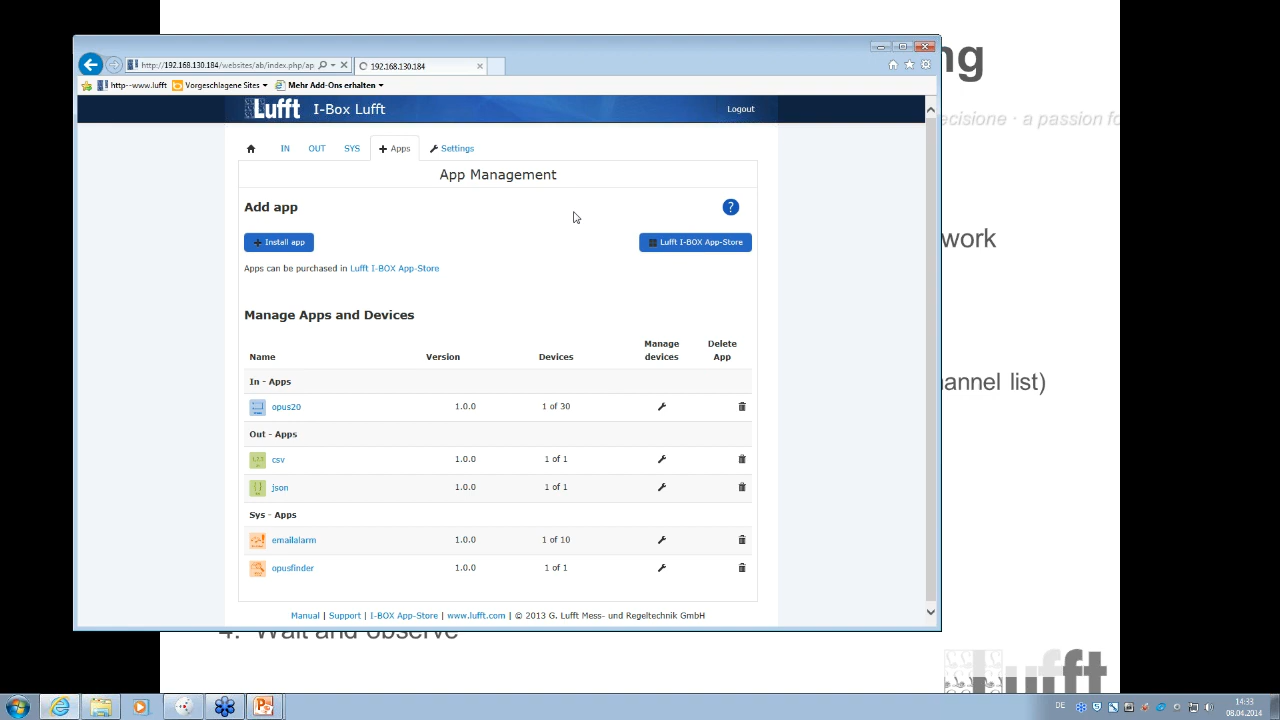 ng
http://192.168.130.184/websites/ab/index.php/ap
192.168.130.184
http--www.lufft
Vorgeschlagene Sites
Mehr Add-Ons erhalten
Lufft
I-Box Lufft
Logout
ecisione · a passion fo
IN
OUT
SYS
Apps
Settings
App Management
Add app
?
Install app
Lufft I-BOX App-Store
work
Apps can be purchased in Lufft I-BOX App-Store
Manage Apps and Devices
Name
Version
Devices
Manage devices
Delete App
In - Apps
annel list)
opus20 1.0.0 1 of 30
Out - Apps
csv 1.0.0 1 of 1
json 1.0.0 1 of 1
Sys - Apps
emailalarm 1.0.0 1 of 10
opusfinder 1.0.0 1 of 1
Manual | Support | I-BOX App-Store | www.lufft.com | © 2013 G. Lufft Mess- und Regeltechnik GmbH
4. Wait and observe
Lufft
DE
14:33
08.04.2014